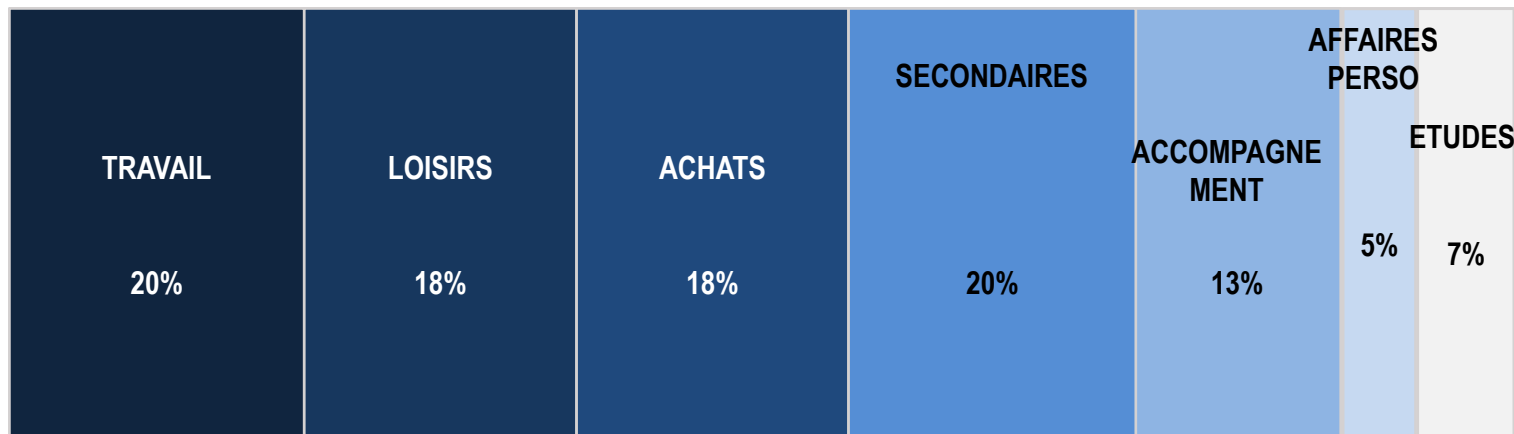 TRAVAIL
20%
LOISIRS
18%
ACHATS
18%
SECONDAIRES
20%
ACCOMPAGNE
MENT
13%
AFFAIRES
PERSO
5%
ETUDES
7%